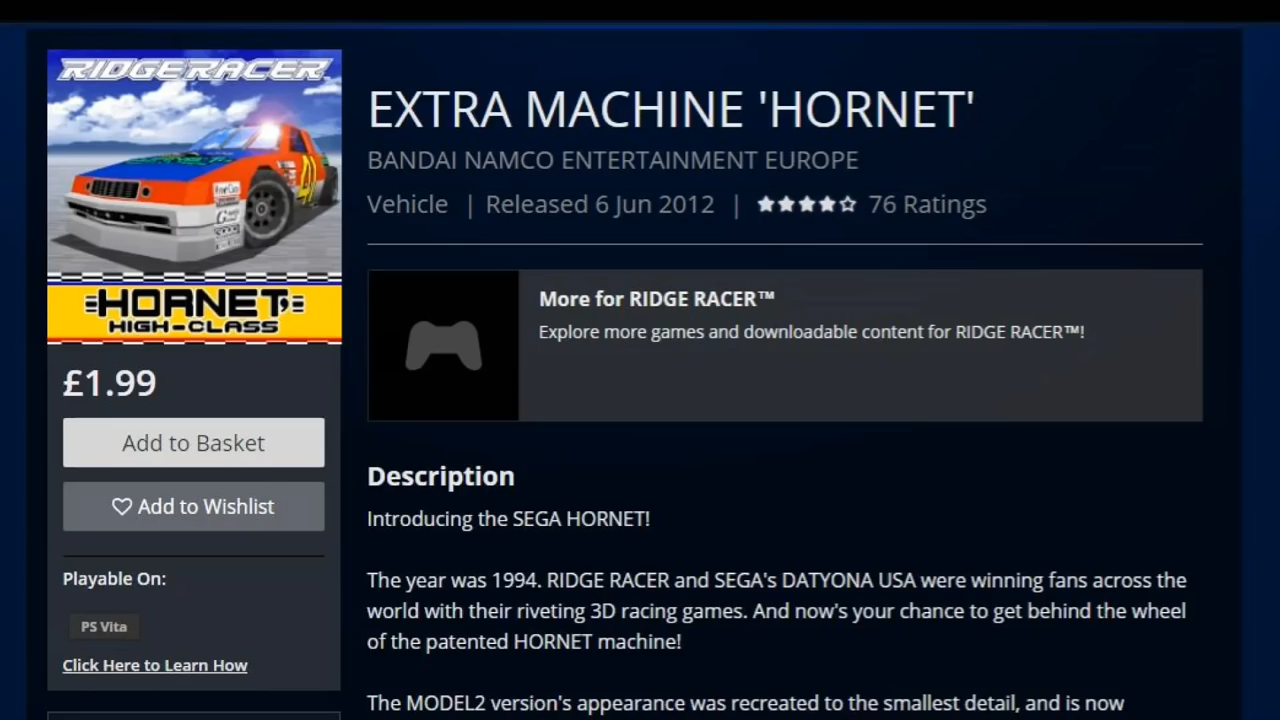 RIDGE RACER
41
HORNET
HIGH-CLASS
£1.99
Add to Basket
Add to Wishlist
Playable On:
PS Vita
Click Here to Learn How
EXTRA MACHINE 'HORNET'
BANDAI NAMCO ENTERTAINMENT EUROPE
Vehicle | Released 6 Jun 2012 | ★★★★☆ 76 Ratings
More for RIDGE RACER™
Explore more games and downloadable content for RIDGE RACER™!
Description
Introducing the SEGA HORNET!
The year was 1994. RIDGE RACER and SEGA's DATYONA USA were winning fans across the
world with their riveting 3D racing games. And now's your chance to get behind the wheel
of the patented HORNET machine!
The MODEL2 version's appearance was recreated to the smallest detail, and is now